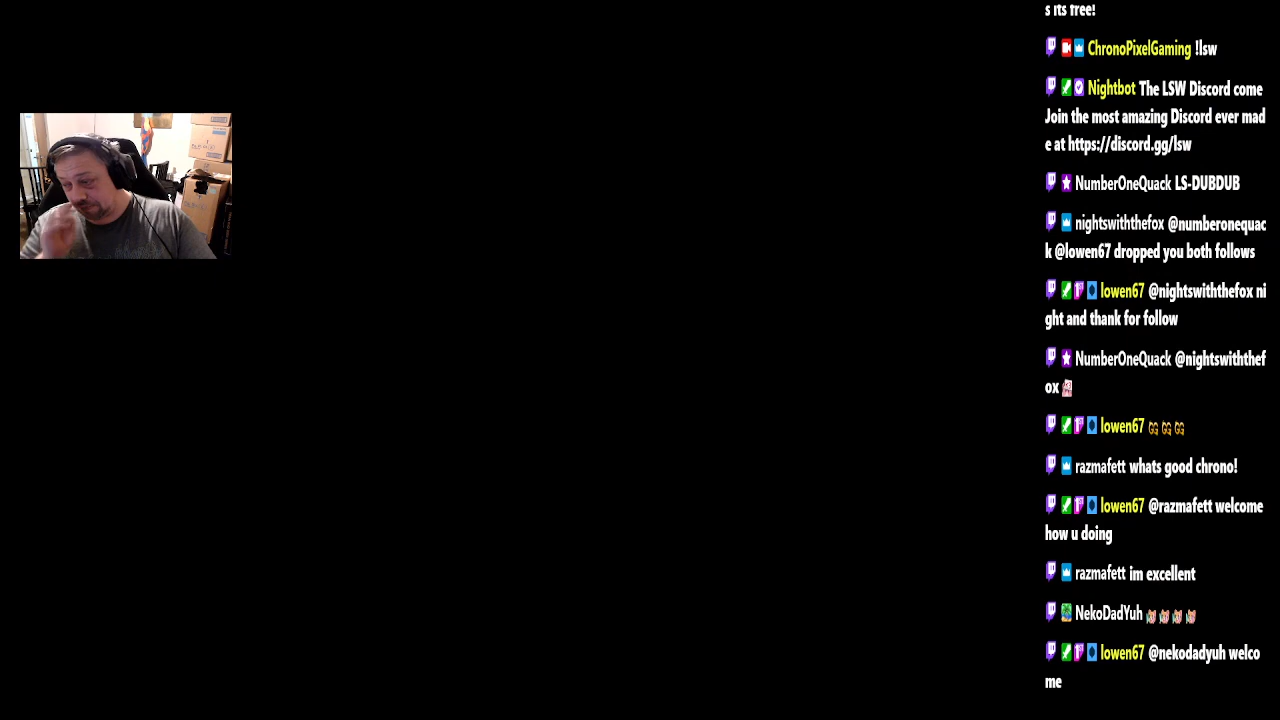 s its free!
ChronoPixelGaming !lsw
Nightbot The LSW Discord come
Join the most amazing Discord ever mad
e at https://discord.gg/lsw
NumberOneQuack LS-DUBDUB
nightswiththefox @numberonequac
k @lowen67 dropped you both follows
lowen67 @nightswiththefox ni
ght and thank for follow
NumberOneQuack @nightswiththef
ox
lowen67
razmafett whats good chrono!
lowen67 @razmafett welcome
how u doing
razmafett im excellent
NekoDadYuh
lowen67 @nekodadyuh welco
me